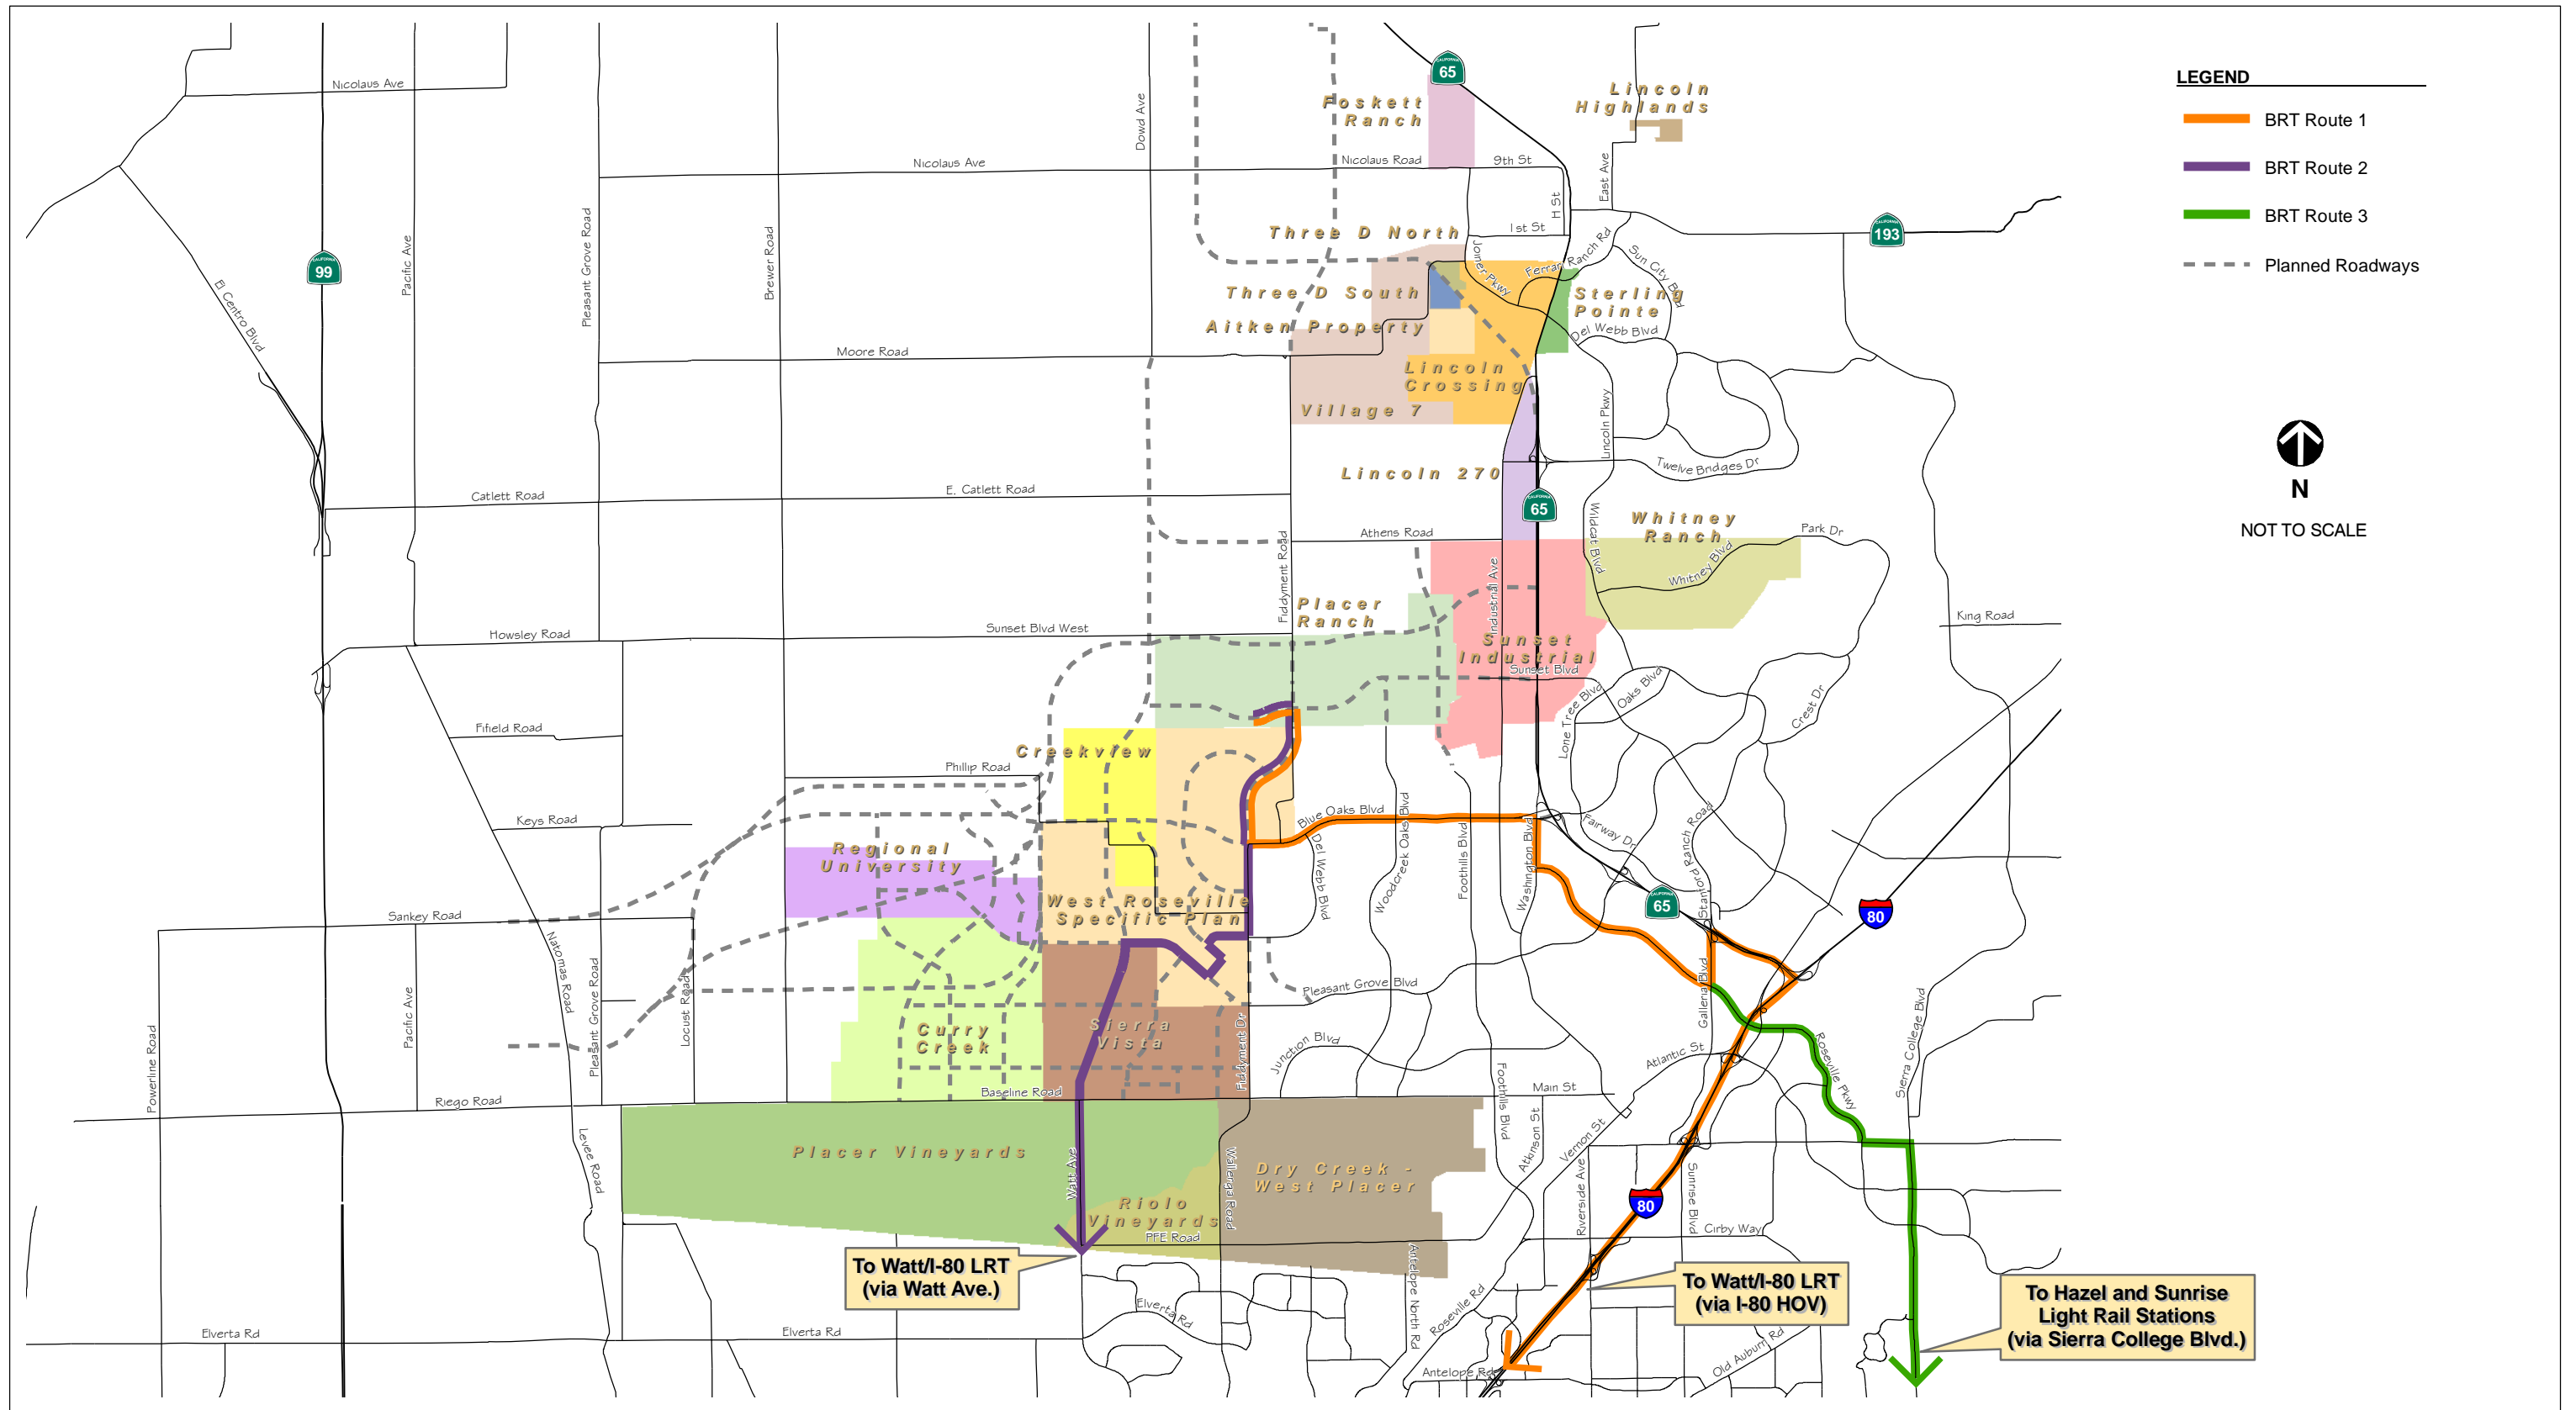 LEGEND
BRT Route 1
BRT Route 2
BRT Route 3
Planned Roadways
N
NOT TO SCALE
Nicolaus Ave
CALIFORNIA
65
Foskett
Ranch
Lincoln
Highlands
Dowd Ave
Nicolaus Ave
Nicolaus Road
9th St
East Ave
H St
1st St
CALIFORNIA
193
CALIFORNIA
99
Pacific Ave
Pleasant Grove Road
Brewer Road
El Centro Blvd
Three D North
Joiner Pkwy
Ferrari Ranch Rd
Sun City Blvd
Three D South
Sterling
Pointe
Aitken Property
Del Webb Blvd
Moore Road
Lincoln
Crossing
Village 7
Lincoln Pkwy
Lincoln 270
Twelve Bridges Dr
Catlett Road
E. Catlett Road
CALIFORNIA
65
Wildcat Blvd
Whitney
Ranch
Park Dr
Athens Road
Fiddyment Road
Whitney Blvd
Industrial Ave
Placer
Ranch
King Road
Howsley Road
Sunset Blvd West
Sunset
Industrial
Sunset Blvd
Lone Tree Blvd
Oaks Blvd
Crest Dr
Fifield Road
Creekview
Phillip Road
Keys Road
Blue Oaks Blvd
Woodcreek Oaks Blvd
Foothills Blvd
Washington Blvd
Fairway Dr
Stanford Ranch Road
Regional
University
Del Webb Blvd
CALIFORNIA
65
80
West Roseville
Specific Plan
Sankey Road
Natomas Road
Pleasant Grove Road
Locust Road
Pacific Ave
Powerline Road
Pleasant Grove Blvd
Galleria Blvd
Curry
Creek
Sierra
Vista
Fiddyment Dr
Junction Blvd
Atlantic St
Roseville Pkwy
Sierra College Blvd
Foothills Blvd
Main St
Baseline Road
Riego Road
Levee Road
Placer Vineyards
Watt Ave
Walerga Road
Dry Creek -
West Placer
Atkinson St
Vernon St
Riverside Ave
Sunrise Blvd
80
Cirby Way
Riolo
Vineyards
PFE Road
Antelope North Rd
To Watt/I-80 LRT
(via Watt Ave.)
To Watt/I-80 LRT
(via I-80 HOV)
To Hazel and Sunrise
Light Rail Stations
(via Sierra College Blvd.)
Elverta Rd
Elverta Rd
Elverta Rd
Roseville Rd
Old Auburn Rd
Antelope Rd